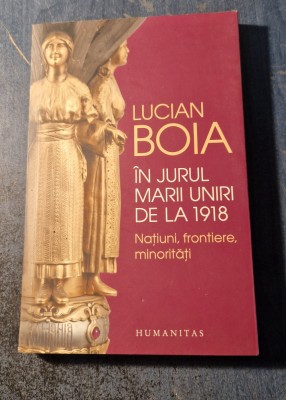 LUCIAN
BOIA
ÎN JURUL
MARII UNIRI
DE LA 1918
Națiuni, frontiere,
minorități
HUMANITAS